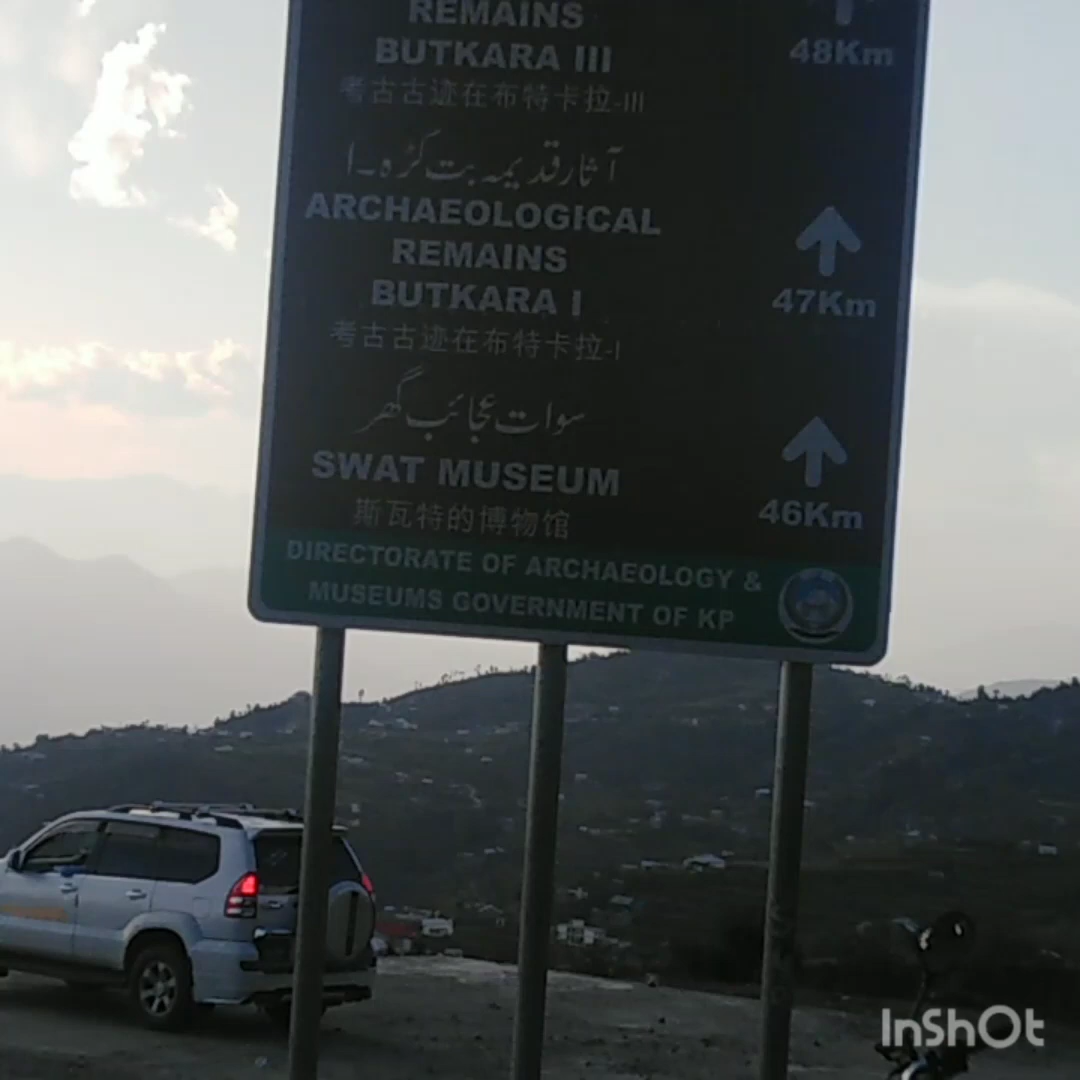 REMAINS
48Km
BUTKARA III
考古古迹在布特卡拉-III
آثار قدیمہ بت کڑہ ۔ I
ARCHAEOLOGICAL
REMAINS
BUTKARA I
47Km
考古古迹在布特卡拉-I
سوات عجائب گھر
SWAT MUSEUM
斯瓦特的博物馆
46Km
DIRECTORATE OF ARCHAEOLOGY &
MUSEUMS GOVERNMENT OF KP
InShOt